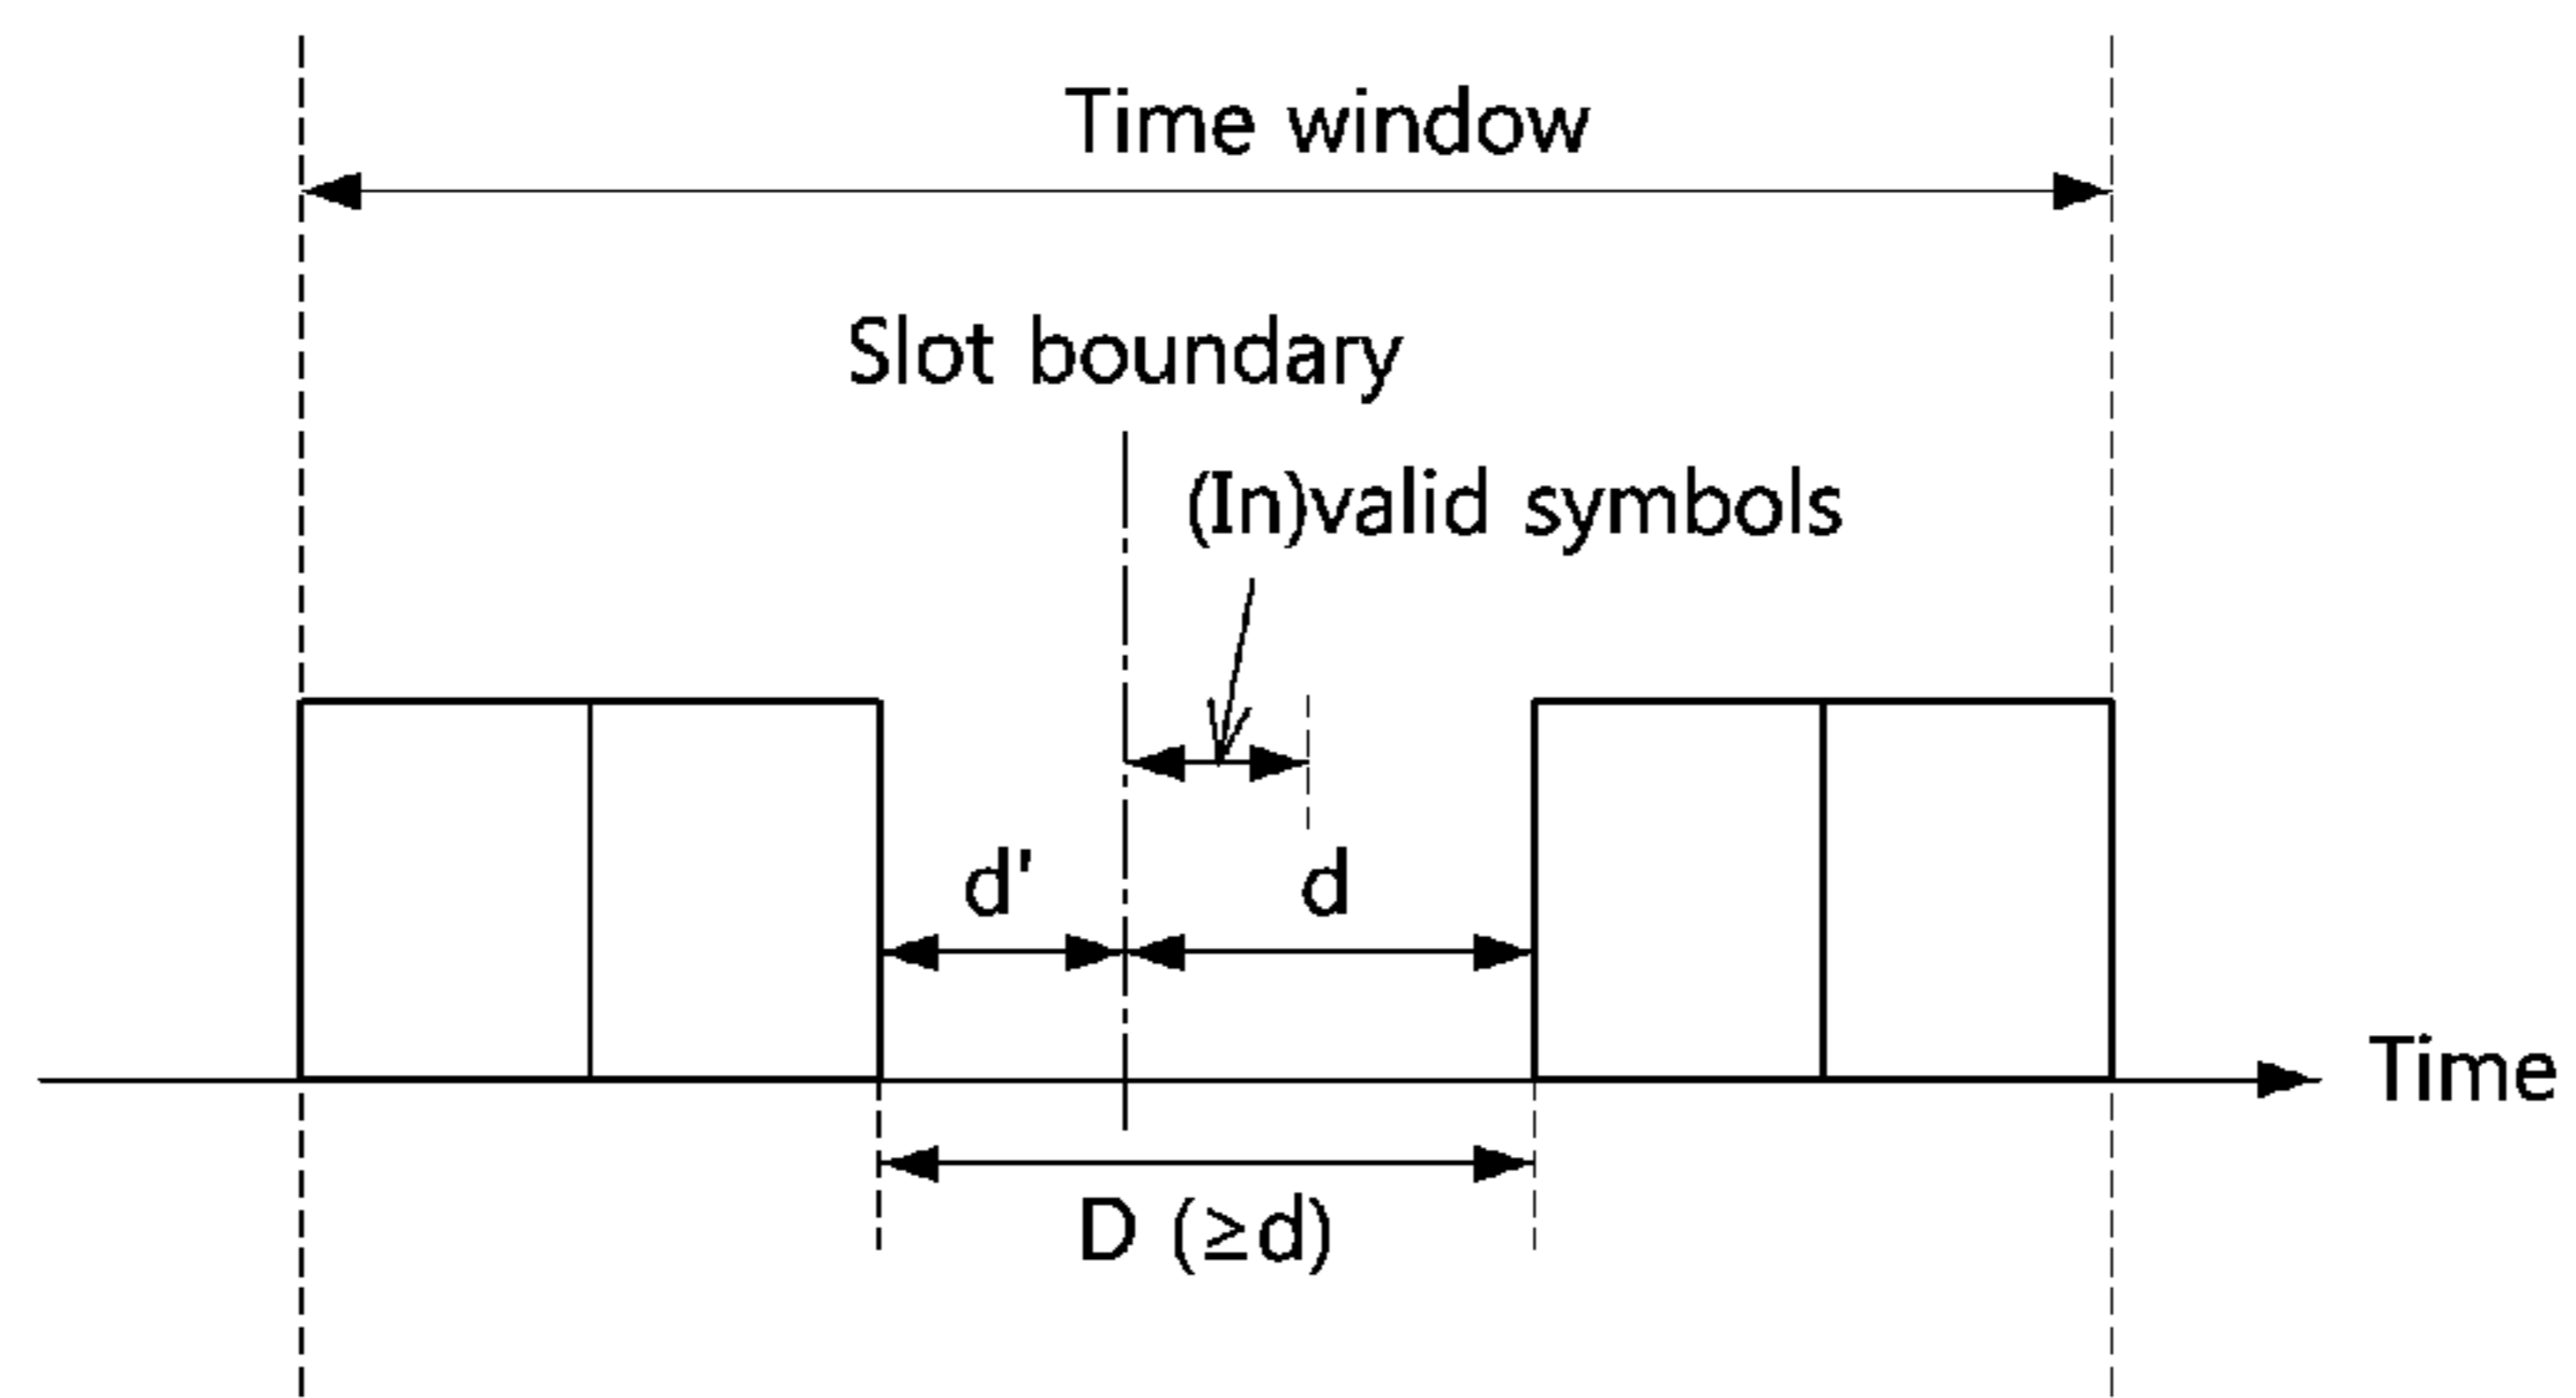 Time window
Slot boundary
(In)valid symbols
d'
d
Time
D (≥d)